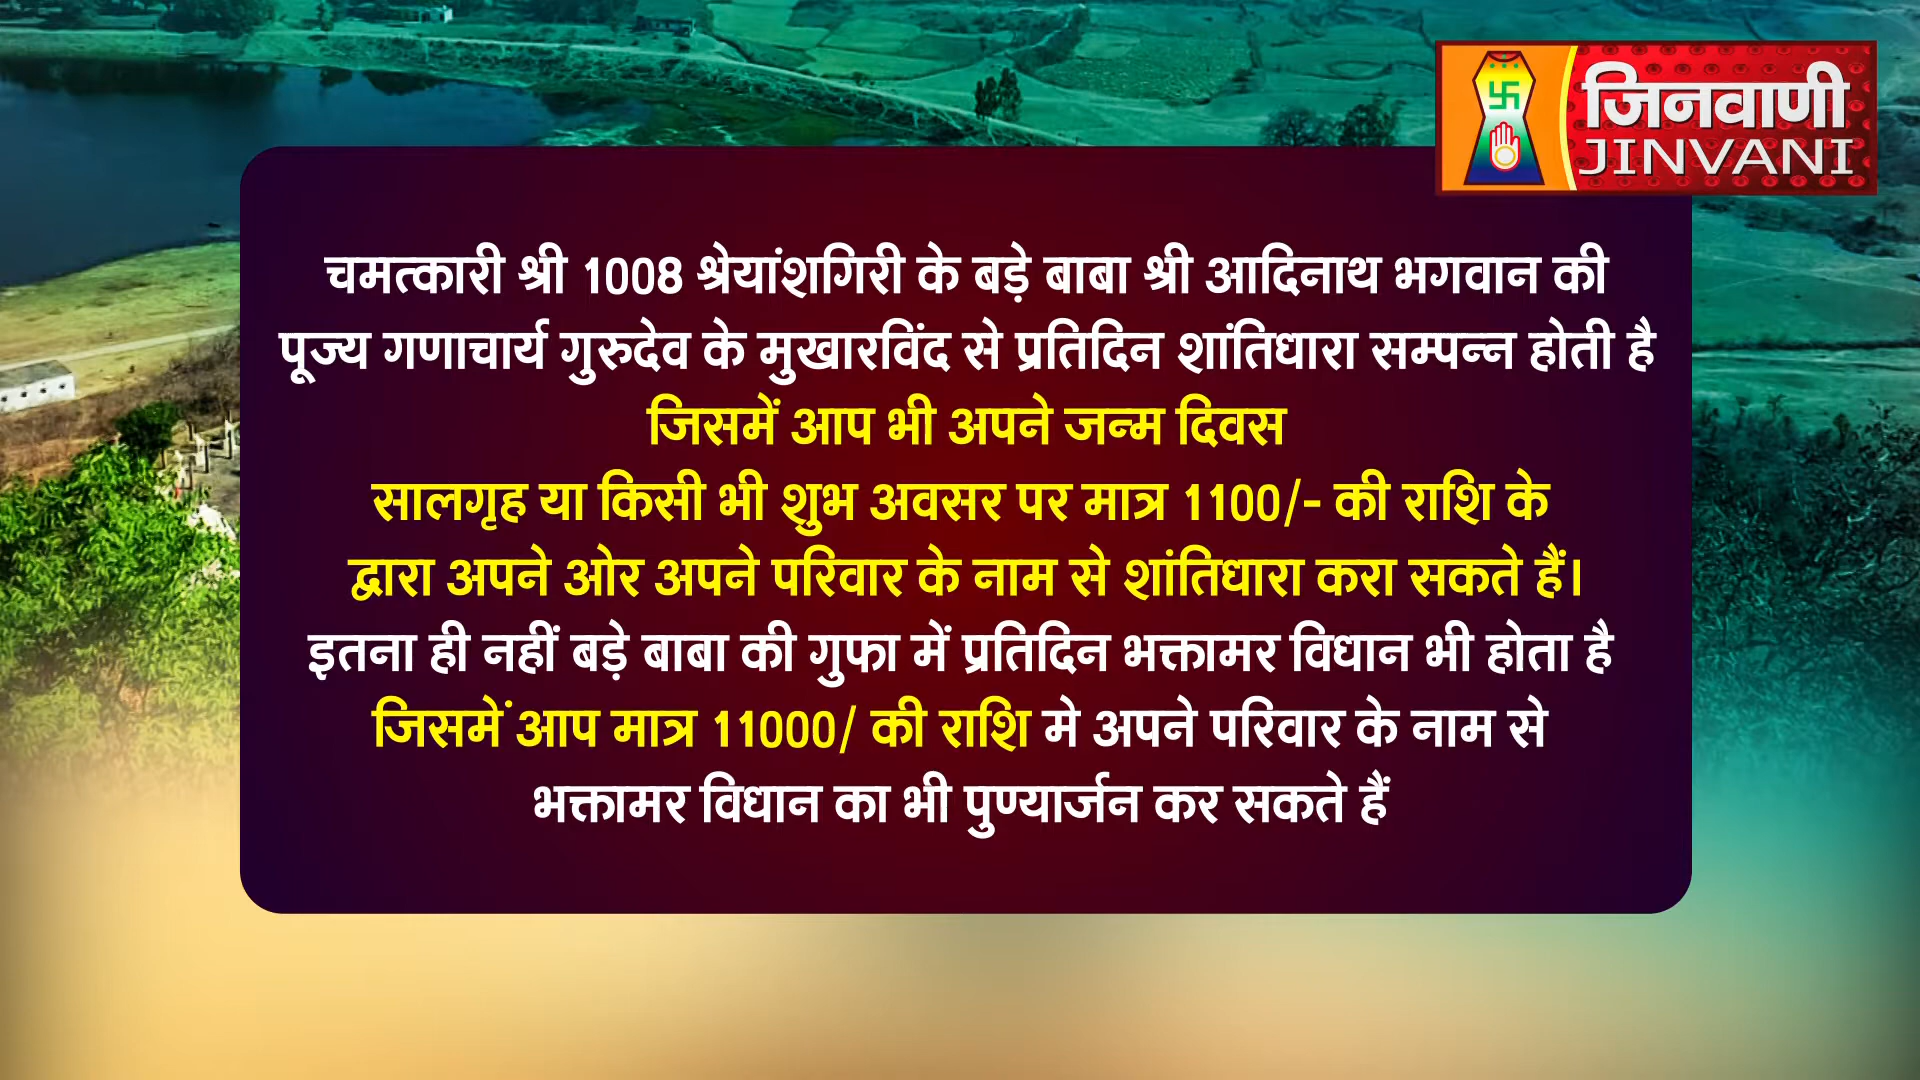 जिनवाणी
JINVANI
चमत्कारी श्री 1008 श्रेयांशगिरी के बड़े बाबा श्री आदिनाथ भगवान की
पूज्य गणाचार्य गुरुदेव के मुखारविंद से प्रतिदिन शांतिधारा सम्पन्न होती है
जिसमें आप भी अपने जन्म दिवस
सालगृह या किसी भी शुभ अवसर पर मात्र 1100/- की राशि के
द्वारा अपने ओर अपने परिवार के नाम से शांतिधारा करा सकते हैं।
इतना ही नहीं बड़े बाबा की गुफा में प्रतिदिन भक्तामर विधान भी होता है
जिसमें आप मात्र 11000/ की राशि मे अपने परिवार के नाम से
भक्तामर विधान का भी पुण्यार्जन कर सकते हैं